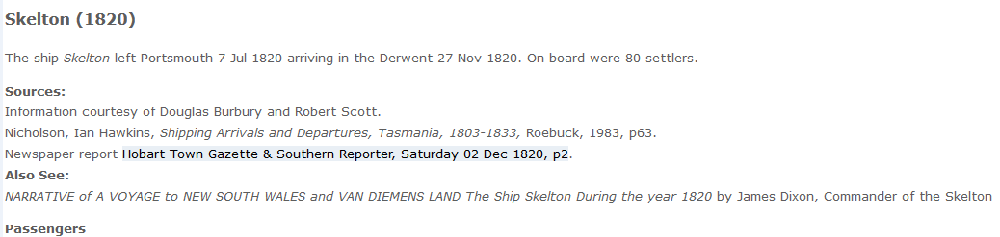 Skelton (1820)
The ship Skelton left Portsmouth 7 Jul 1820 arriving in the Derwent 27 Nov 1820. On board were 80 settlers.
Sources:
Information courtesy of Douglas Burbury and Robert Scott.
Nicholson, Ian Hawkins, Shipping Arrivals and Departures, Tasmania, 1803-1833, Roebuck, 1983, p63.
Newspaper report Hobart Town Gazette & Southern Reporter, Saturday 02 Dec 1820, p2.
Also See:
NARRATIVE of A VOYAGE to NEW SOUTH WALES and VAN DIEMENS LAND The Ship Skelton During the year 1820 by James Dixon, Commander of the Skelton
Passengers